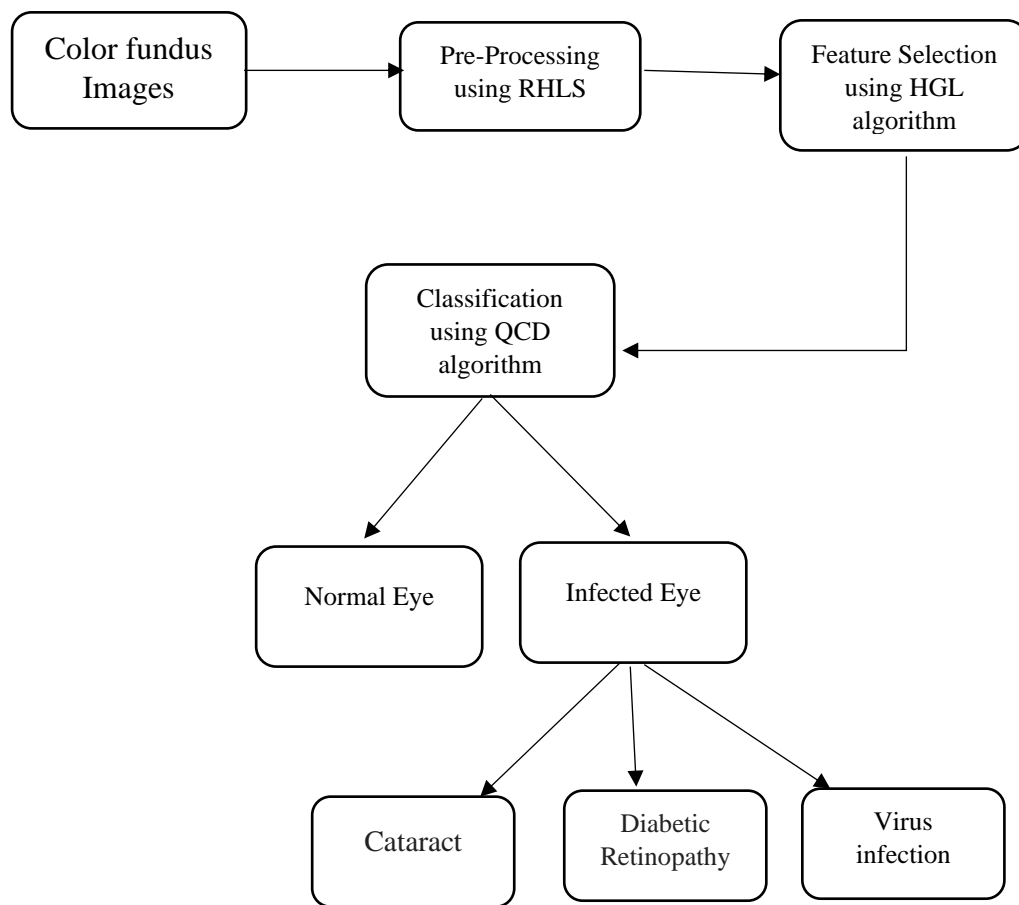 Color fundus
Images
Pre-Processing
using RHLS
Feature Selection
using HGL
algorithm
Classification
using QCD
algorithm
Normal Eye
Infected Eye
Cataract
Diabetic
Retinopathy
Virus
infection